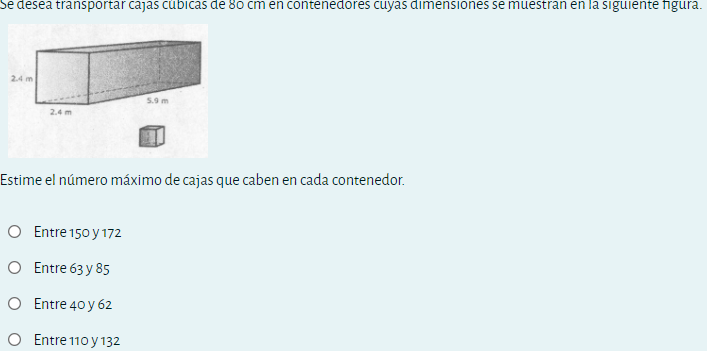 Se desea transportar cajas cúbicas de 80 cm en contenedores cuyas dimensiones se muestran en la siguiente figura.
2.4 m
5.9 m
2.4 m
Estime el número máximo de cajas que caben en cada contenedor.
Entre 150 y 172
Entre 63 y 85
Entre 40 y 62
Entre 110 y 132